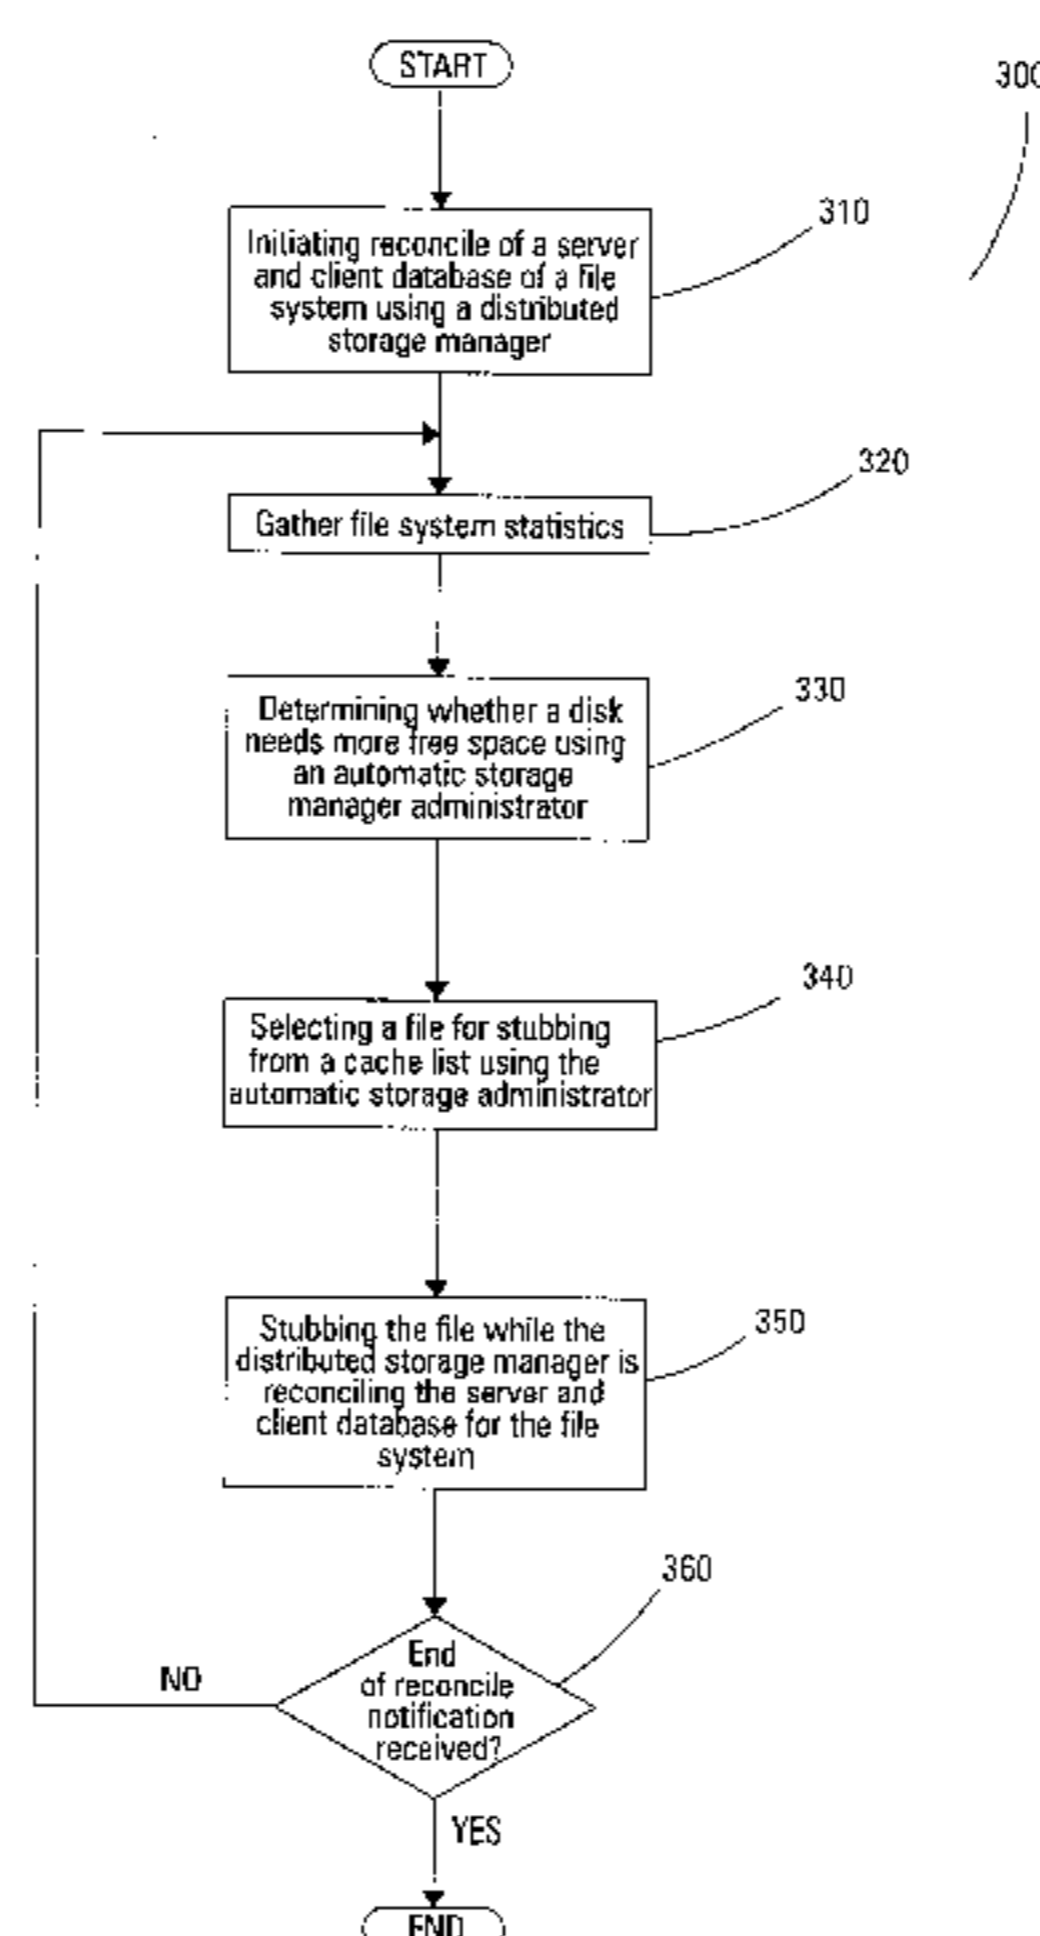 START
300
310
Initiating reconcile of a server
and client database of a file
system using a distributed
storage manager
320
Gather file system statistics
330
Determining whether a disk
needs more free space using
an automatic storage
manager administrator
340
Selecting a file for stubbing
from a cache list using the
automatic storage administrator
350
Stubbing the file while the
distributed storage manager is
reconciling the server and
client database for the file
system
360
End
of reconcile
notification
received?
NO
YES
END